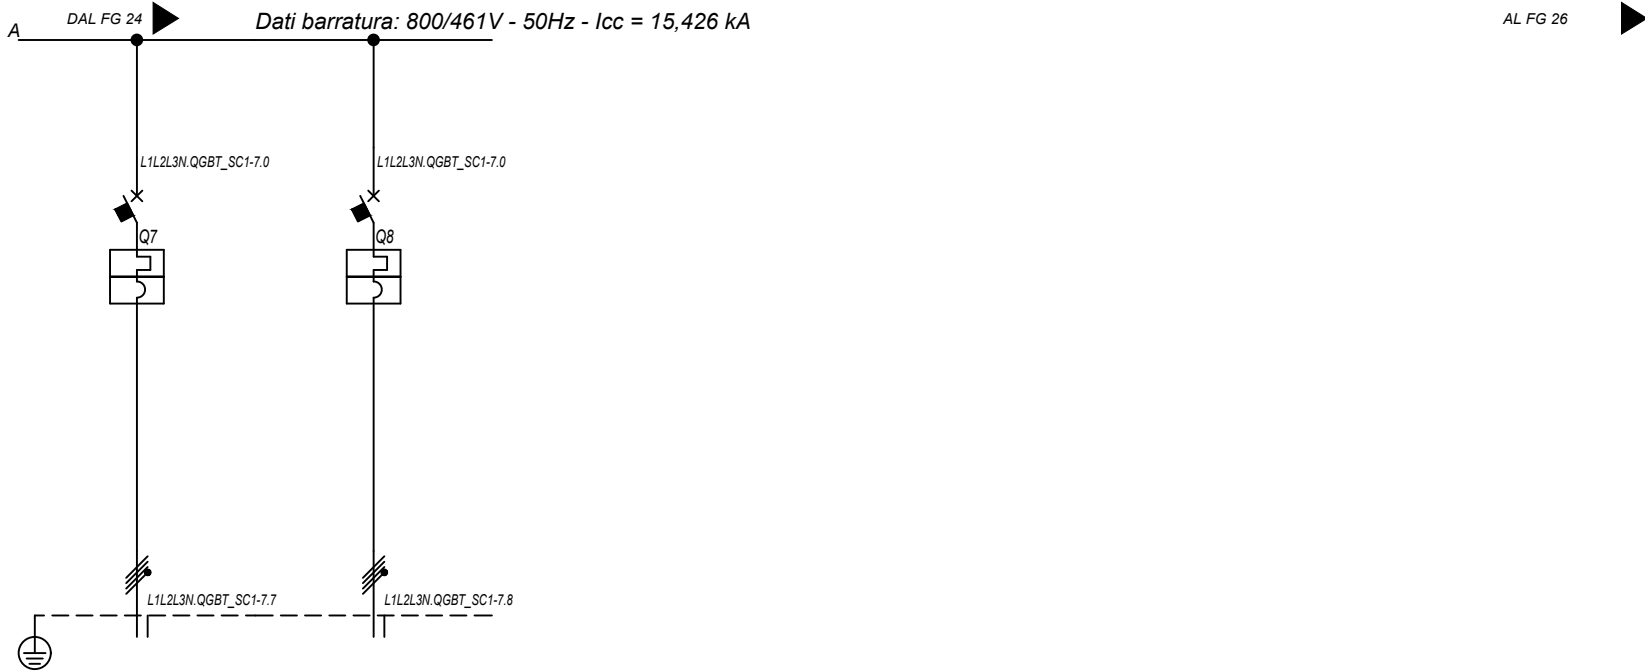 DAL FG 24
Dati barratura: 800/461V - 50Hz - Icc = 15,426 kA
AL FG 26
A
L1L2L3N.QGBT_SC1-7.0
L1L2L3N.QGBT_SC1-7.0
Q7
Q8
L1L2L3N.QGBT_SC1-7.7
L1L2L3N.QGBT_SC1-7.8